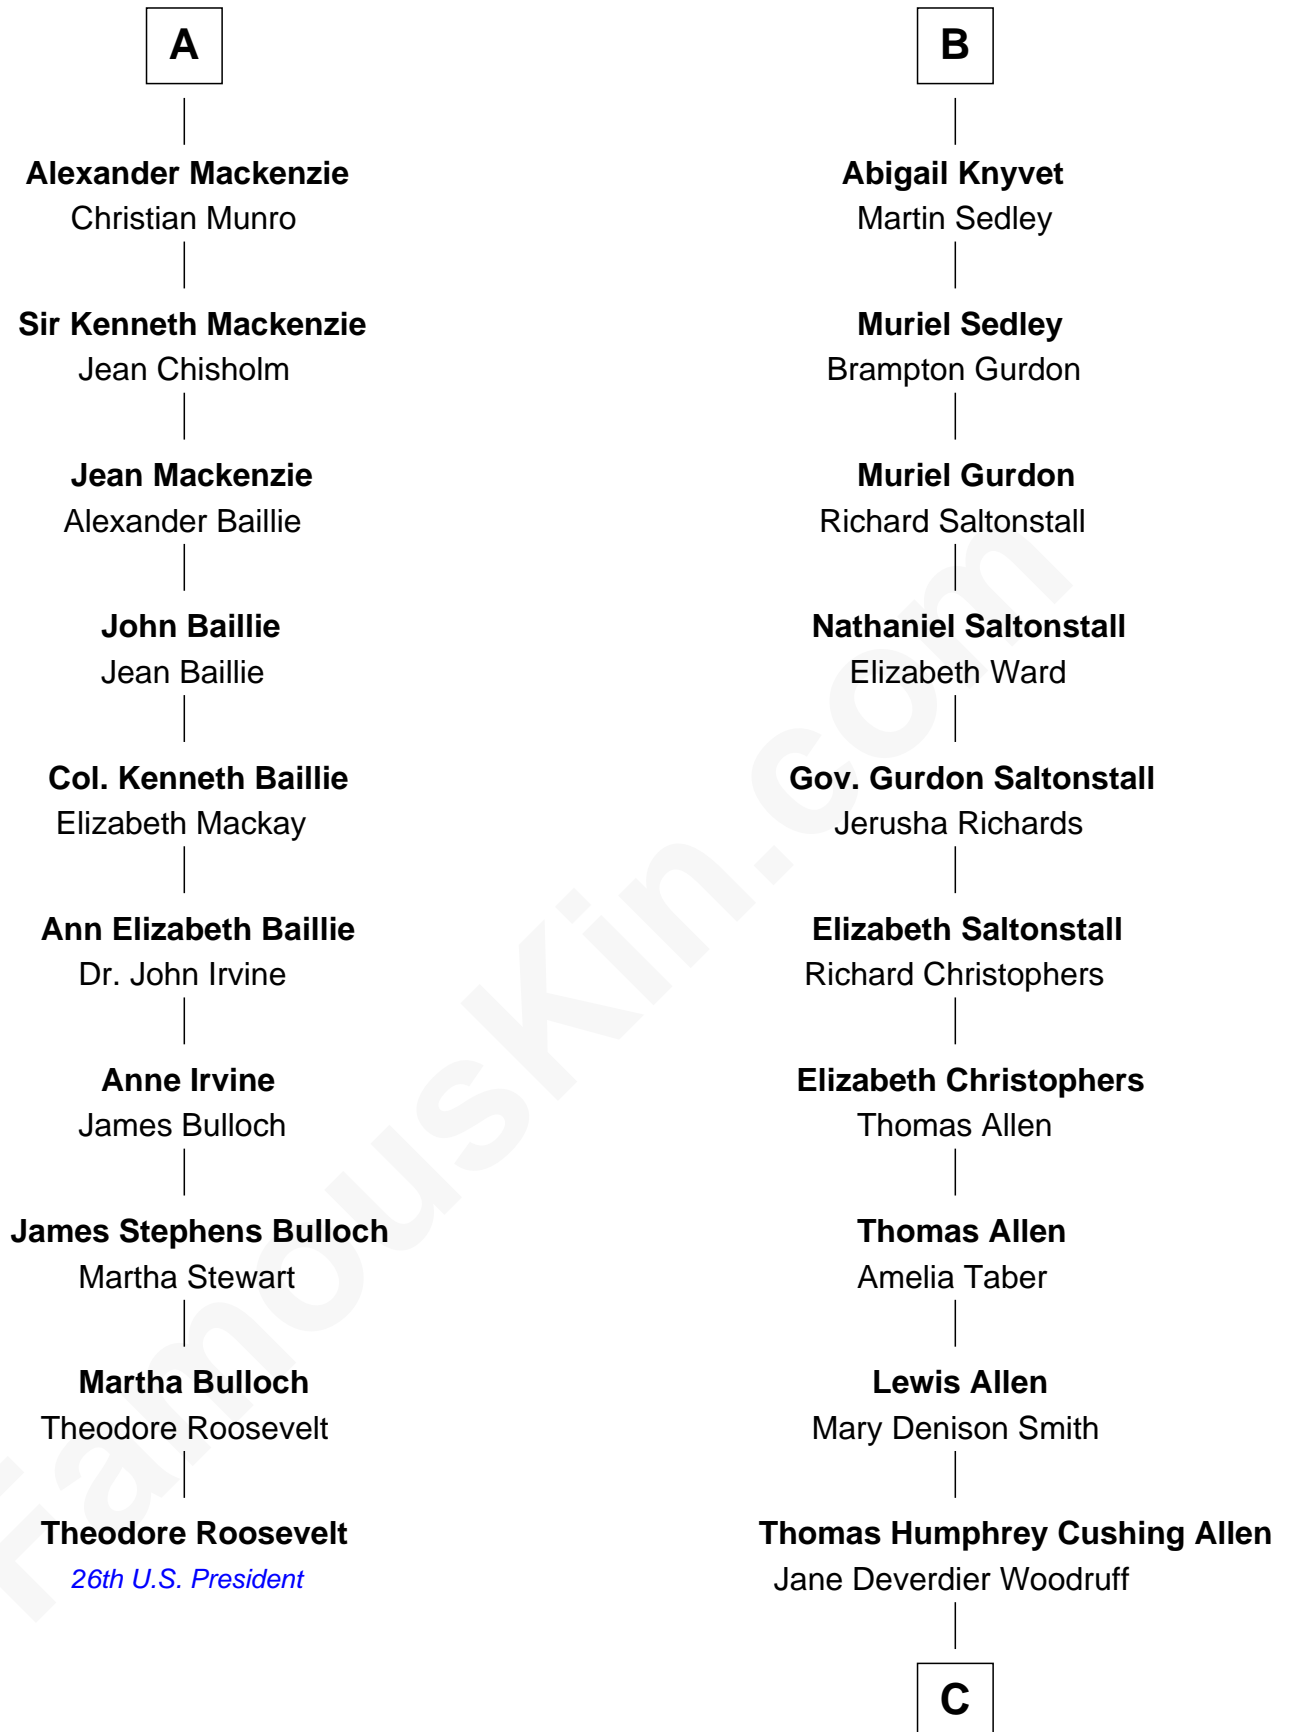 A
Alexander Mackenzie
Christian Munro
Sir Kenneth Mackenzie
Jean Chisholm
Jean Mackenzie
Alexander Baillie
John Baillie
Jean Baillie
Col. Kenneth Baillie
Elizabeth Mackay
Ann Elizabeth Baillie
Dr. John Irvine
Anne Irvine
James Bulloch
James Stephens Bulloch
Martha Stewart
Martha Bulloch
Theodore Roosevelt
Theodore Roosevelt
26th U.S. President
B
Abigail Knyvet
Martin Sedley
Muriel Sedley
Brampton Gurdon
Muriel Gurdon
Richard Saltonstall
Nathaniel Saltonstall
Elizabeth Ward
Gov. Gurdon Saltonstall
Jerusha Richards
Elizabeth Saltonstall
Richard Christophers
Elizabeth Christophers
Thomas Allen
Thomas Allen
Amelia Taber
Lewis Allen
Mary Denison Smith
Thomas Humphrey Cushing Allen
Jane Deverdier Woodruff
C
FamousKin.com